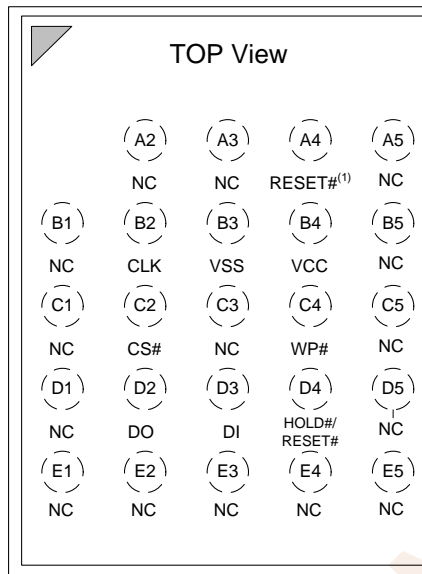 TOP View
A2 A3 A4 A5
NC NC RESET#(1) NC
B1 B2 B3 B4 B5
NC CLK VSS VCC NC
C1 C2 C3 C4 C5
NC CS# NC WP# NC
D1 D2 D3 D4 D5
NC DO DI HOLD#/ RESET# NC
E1 E2 E3 E4 E5
NC NC NC NC NC